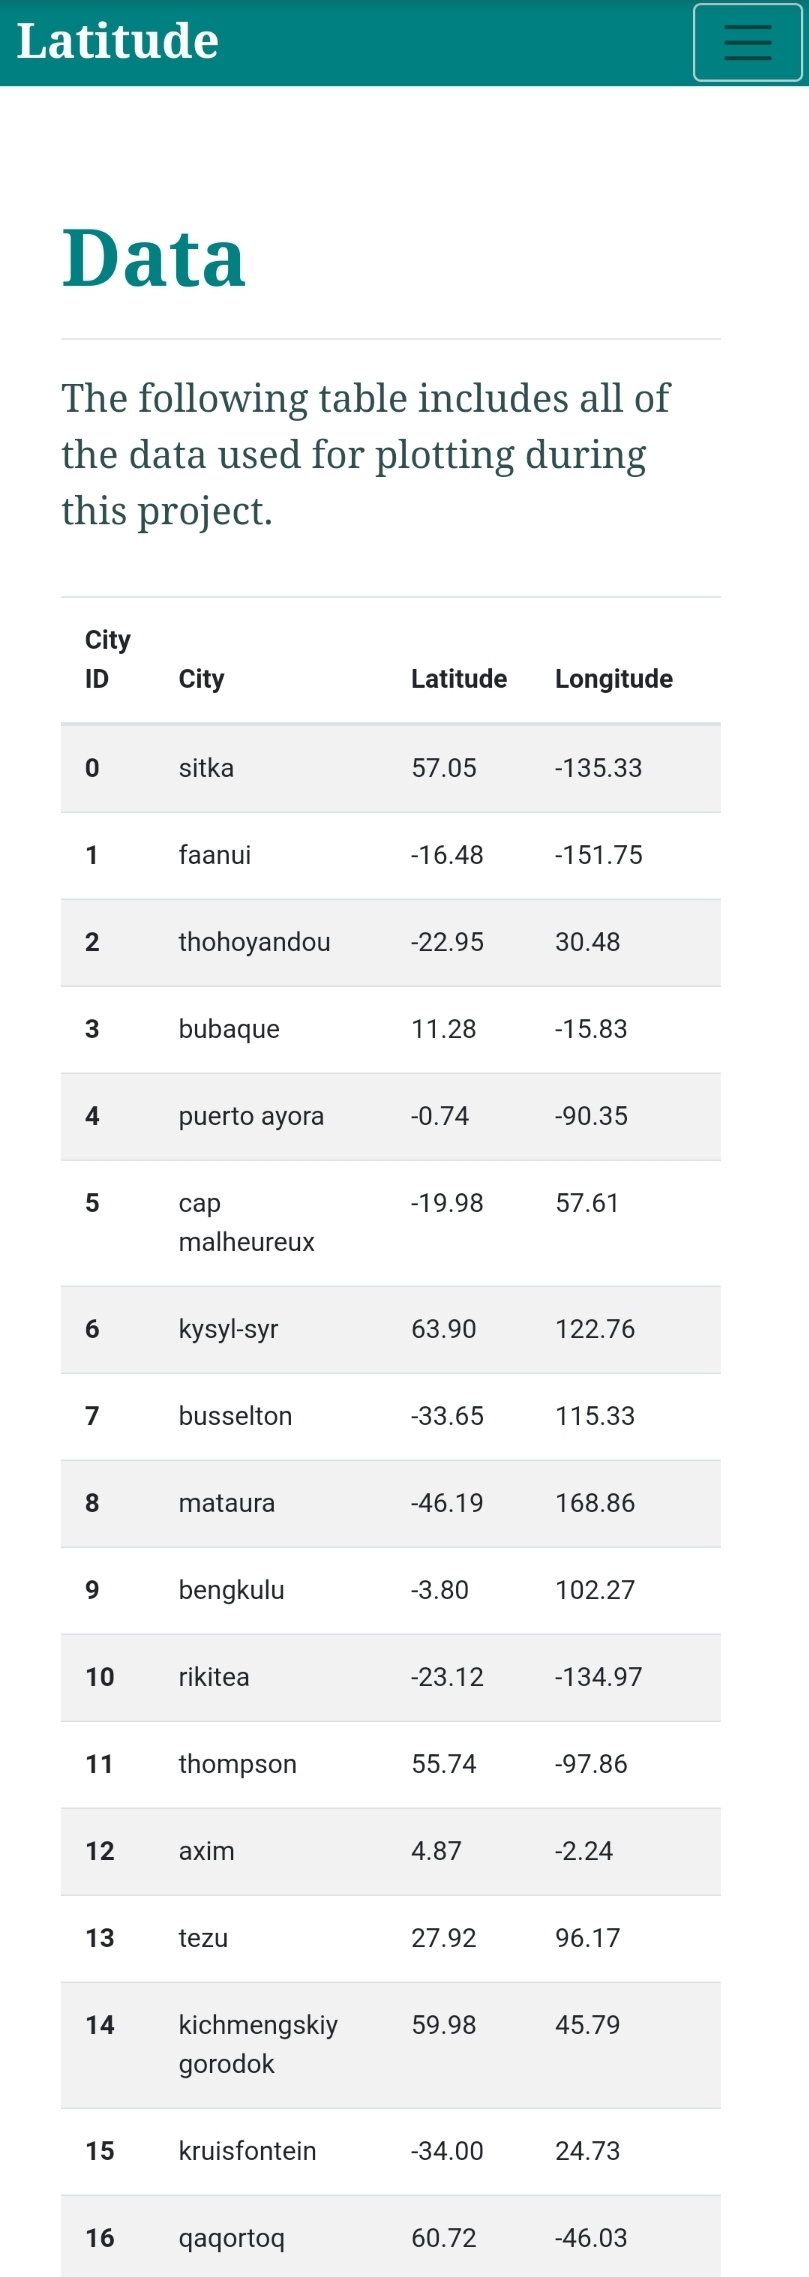 Latitude
Data
The following table includes all of
the data used for plotting during
this project.
City
ID City Latitude Longitude
0 sitka 57.05 -135.33
1 faanui -16.48 -151.75
2 thohoyandou -22.95 30.48
3 bubaque 11.28 -15.83
4 puerto ayora -0.74 -90.35
5 cap -19.98 57.61
malheureux
6 kysyl-syr 63.90 122.76
7 busselton -33.65 115.33
8 mataura -46.19 168.86
9 bengkulu -3.80 102.27
10 rikitea -23.12 -134.97
11 thompson 55.74 -97.86
12 axim 4.87 -2.24
13 tezu 27.92 96.17
14 kichmengskiy 59.98 45.79
gorodok
15 kruisfontein -34.00 24.73
16 qaqortoq 60.72 -46.03